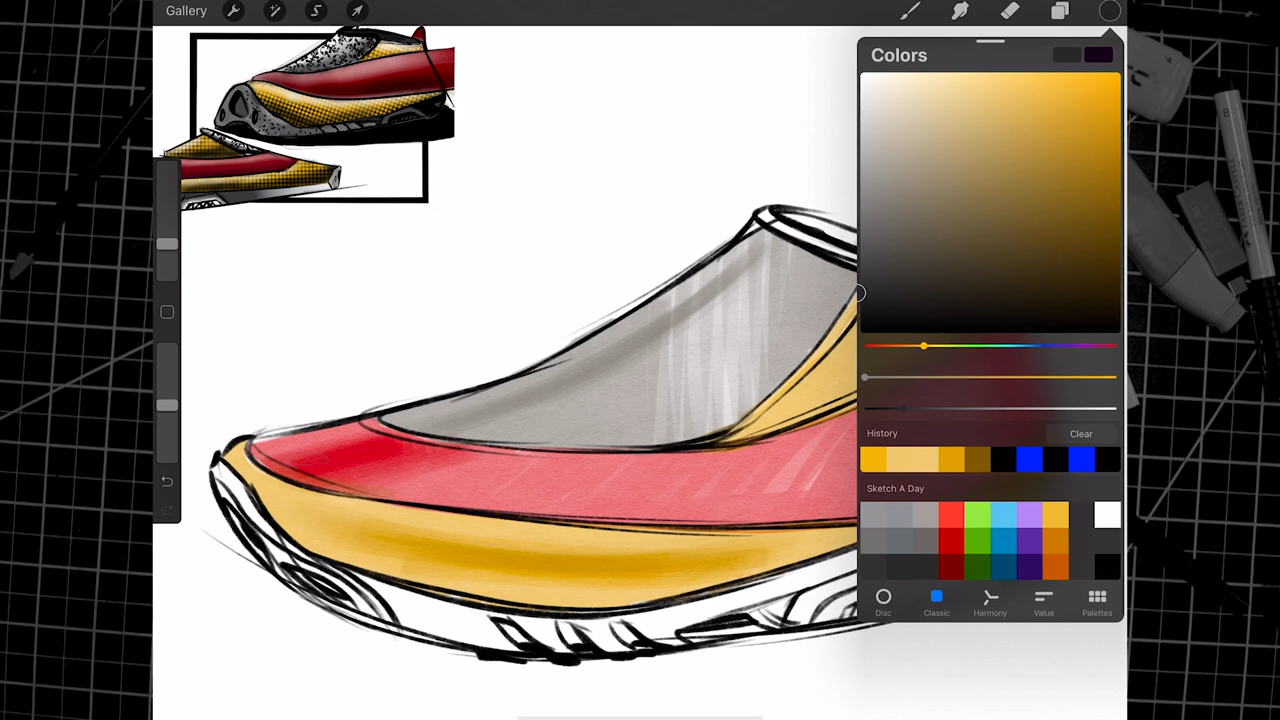 Gallery
Colors
History
Clear
Sketch A Day
Disc
Classic
Harmony
Value
Palettes